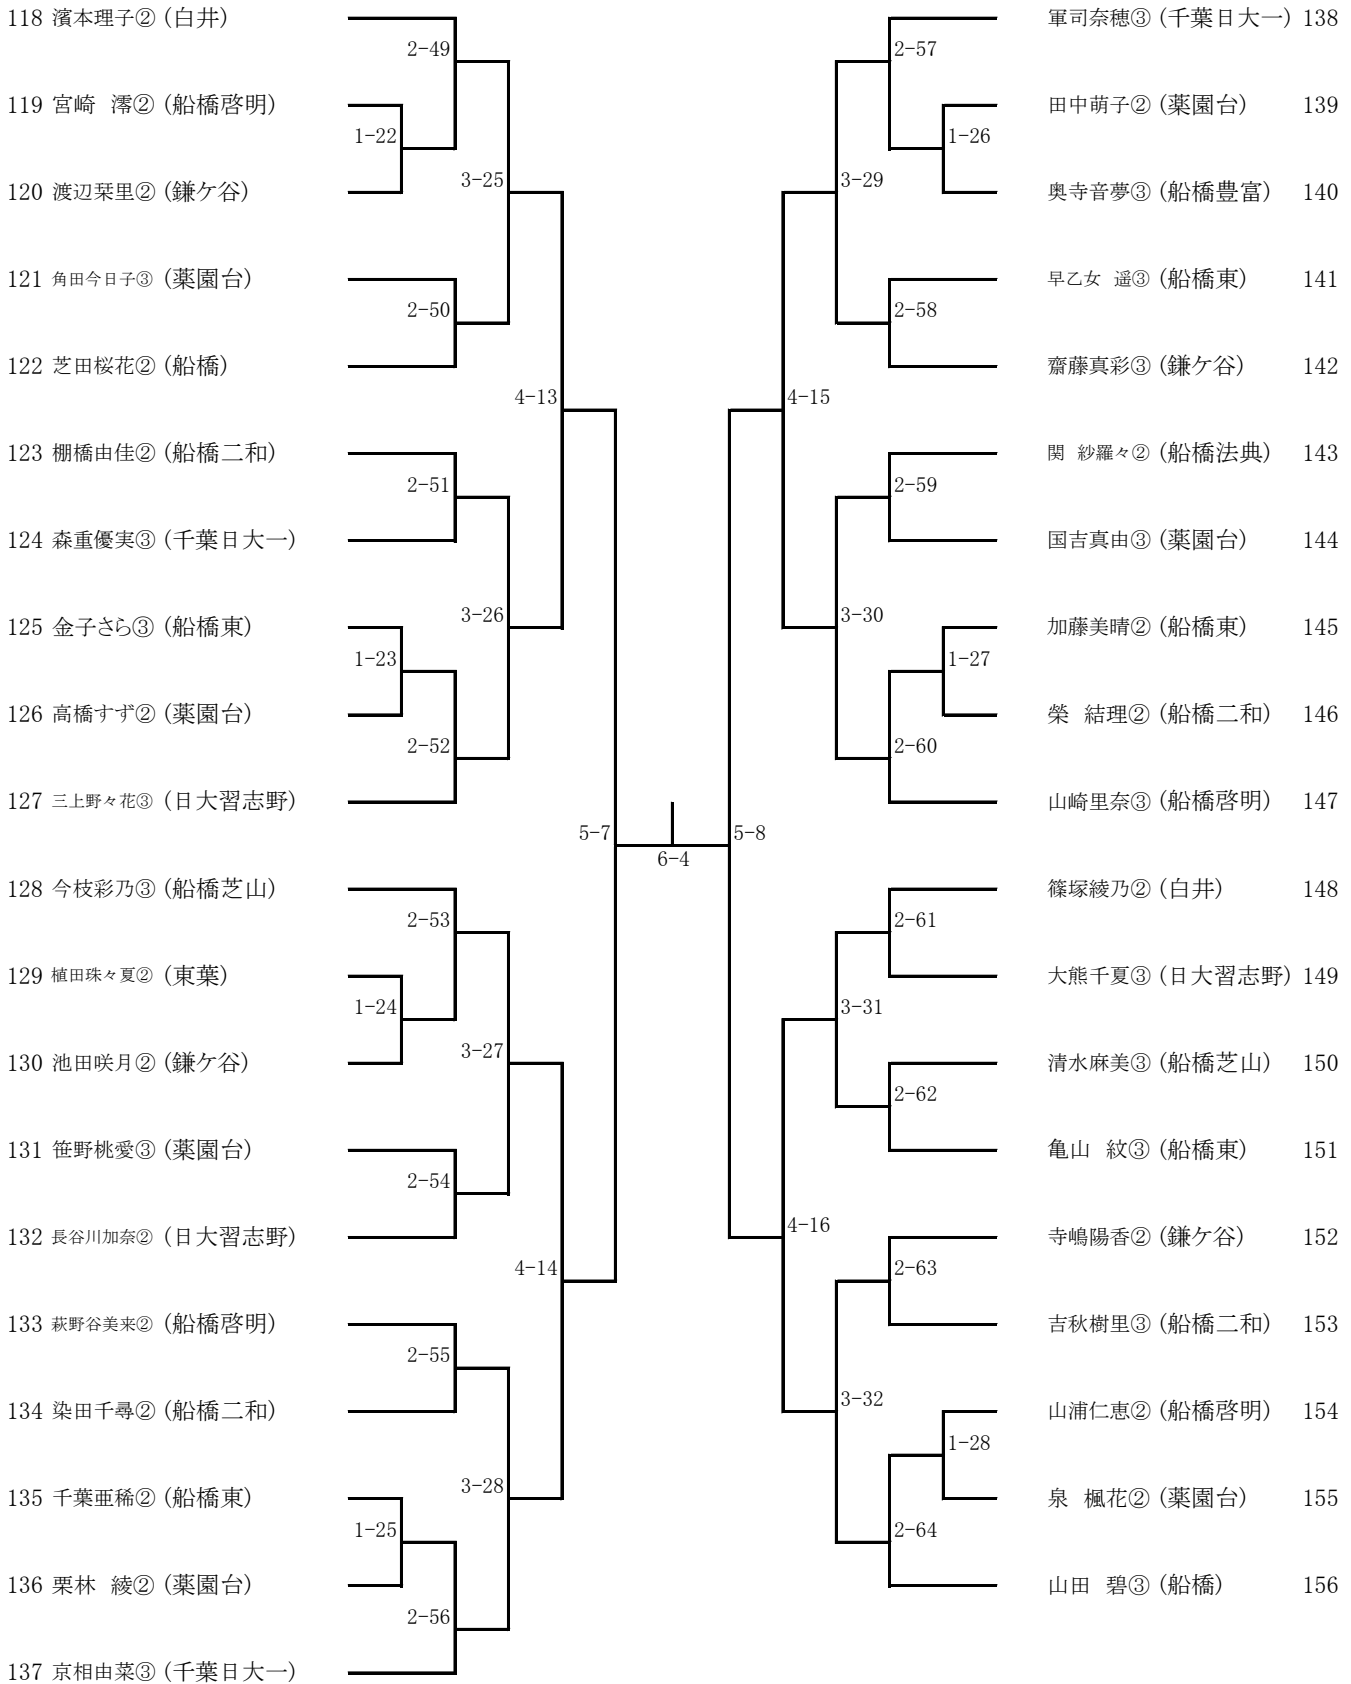 118 濱本理子② (白井)
2-49
119 宮崎 澪② (船橋啓明)
1-22
120 渡辺栞里② (鎌ケ谷)
3-25
121 角田今日子③ (薬園台)
2-50
122 芝田桜花② (船橋)
4-13
123 棚橋由佳② (船橋二和)
2-51
124 森重優実③ (千葉日大一)
3-26
125 金子さら③ (船橋東)
1-23
126 高橋すず② (薬園台)
2-52
127 三上野々花③ (日大習志野)
5-7
128 今枝彩乃③ (船橋芝山)
2-53
129 植田珠々夏② (東葉)
1-24
130 池田咲月② (鎌ケ谷)
3-27
131 笹野桃愛③ (薬園台)
2-54
132 長谷川加奈② (日大習志野)
4-14
133 萩野谷美来② (船橋啓明)
2-55
134 染田千尋② (船橋二和)
3-28
135 千葉亜稀② (船橋東)
1-25
136 栗林 綾② (薬園台)
2-56
137 京相由菜③ (千葉日大一)
6-4
軍司奈穂③ (千葉日大一) 138
2-57
田中萌子② (薬園台) 139
1-26
奥寺音夢③ (船橋豊富) 140
3-29
早乙女 遥③ (船橋東) 141
2-58
齋藤真彩③ (鎌ケ谷) 142
4-15
関 紗羅々② (船橋法典) 143
2-59
国吉真由③ (薬園台) 144
3-30
加藤美晴② (船橋東) 145
1-27
榮 結理② (船橋二和) 146
2-60
山崎里奈③ (船橋啓明) 147
5-8
篠塚綾乃② (白井) 148
2-61
大熊千夏③ (日大習志野) 149
3-31
清水麻美③ (船橋芝山) 150
2-62
亀山 紋③ (船橋東) 151
4-16
寺嶋陽香② (鎌ケ谷) 152
2-63
吉秋樹里③ (船橋二和) 153
3-32
山浦仁恵② (船橋啓明) 154
1-28
泉 楓花② (薬園台) 155
2-64
山田 碧③ (船橋) 156